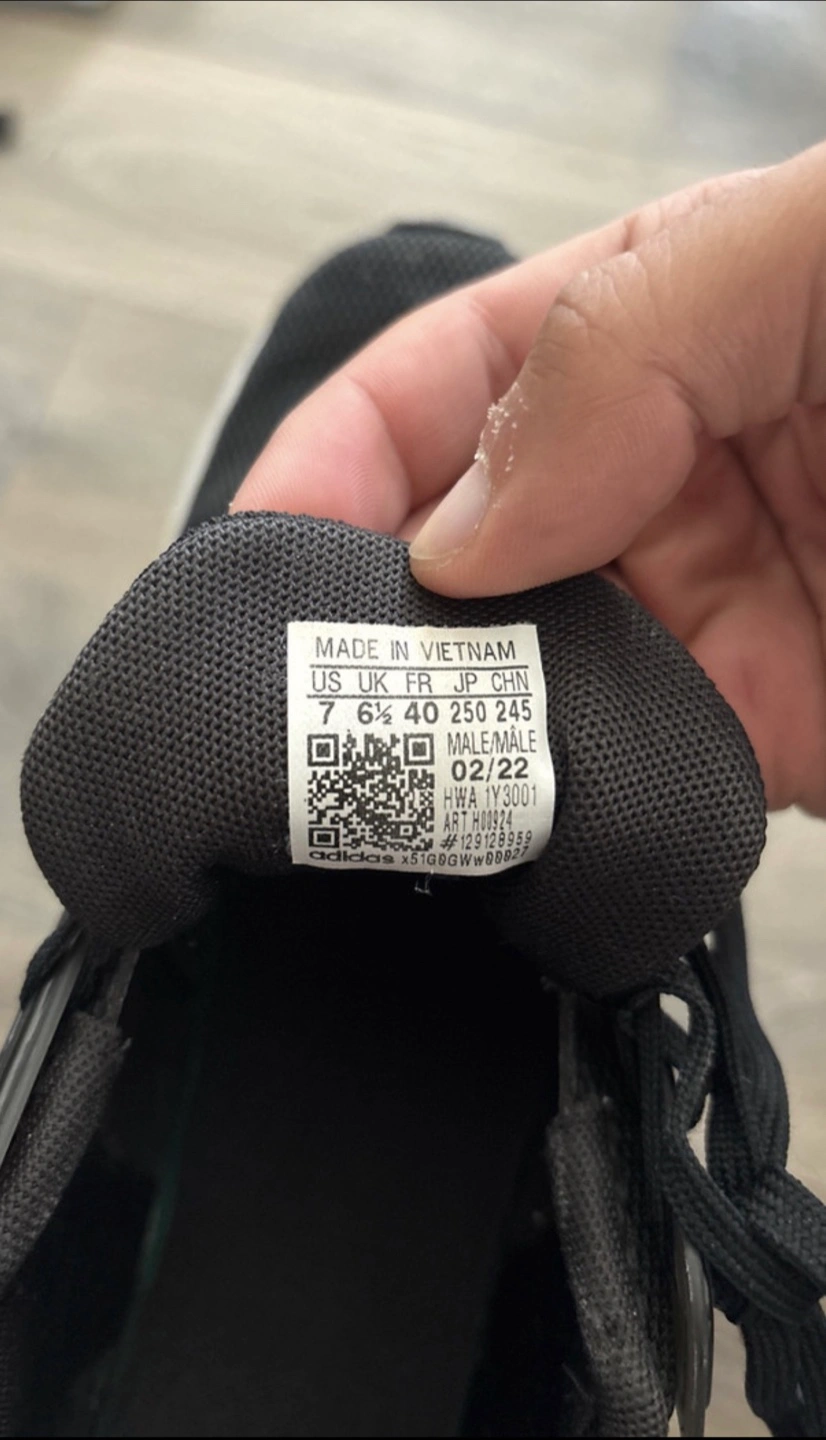 MADE IN VIETNAM
US UK FR JP CHN
7 6½ 40 250 245
MALE/MÂLE
02/22
HWA 1Y3001
ART H00924
#129128959
adidas x51G0GWw00027